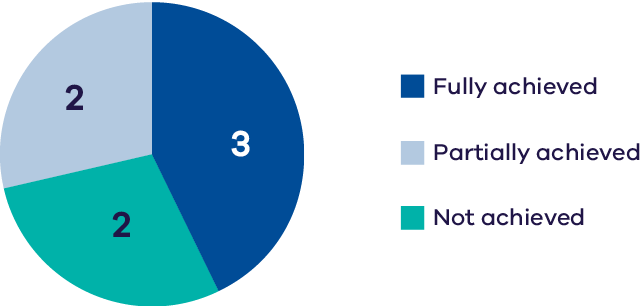 2
3
2
Fully achieved
Partially achieved
Not achieved